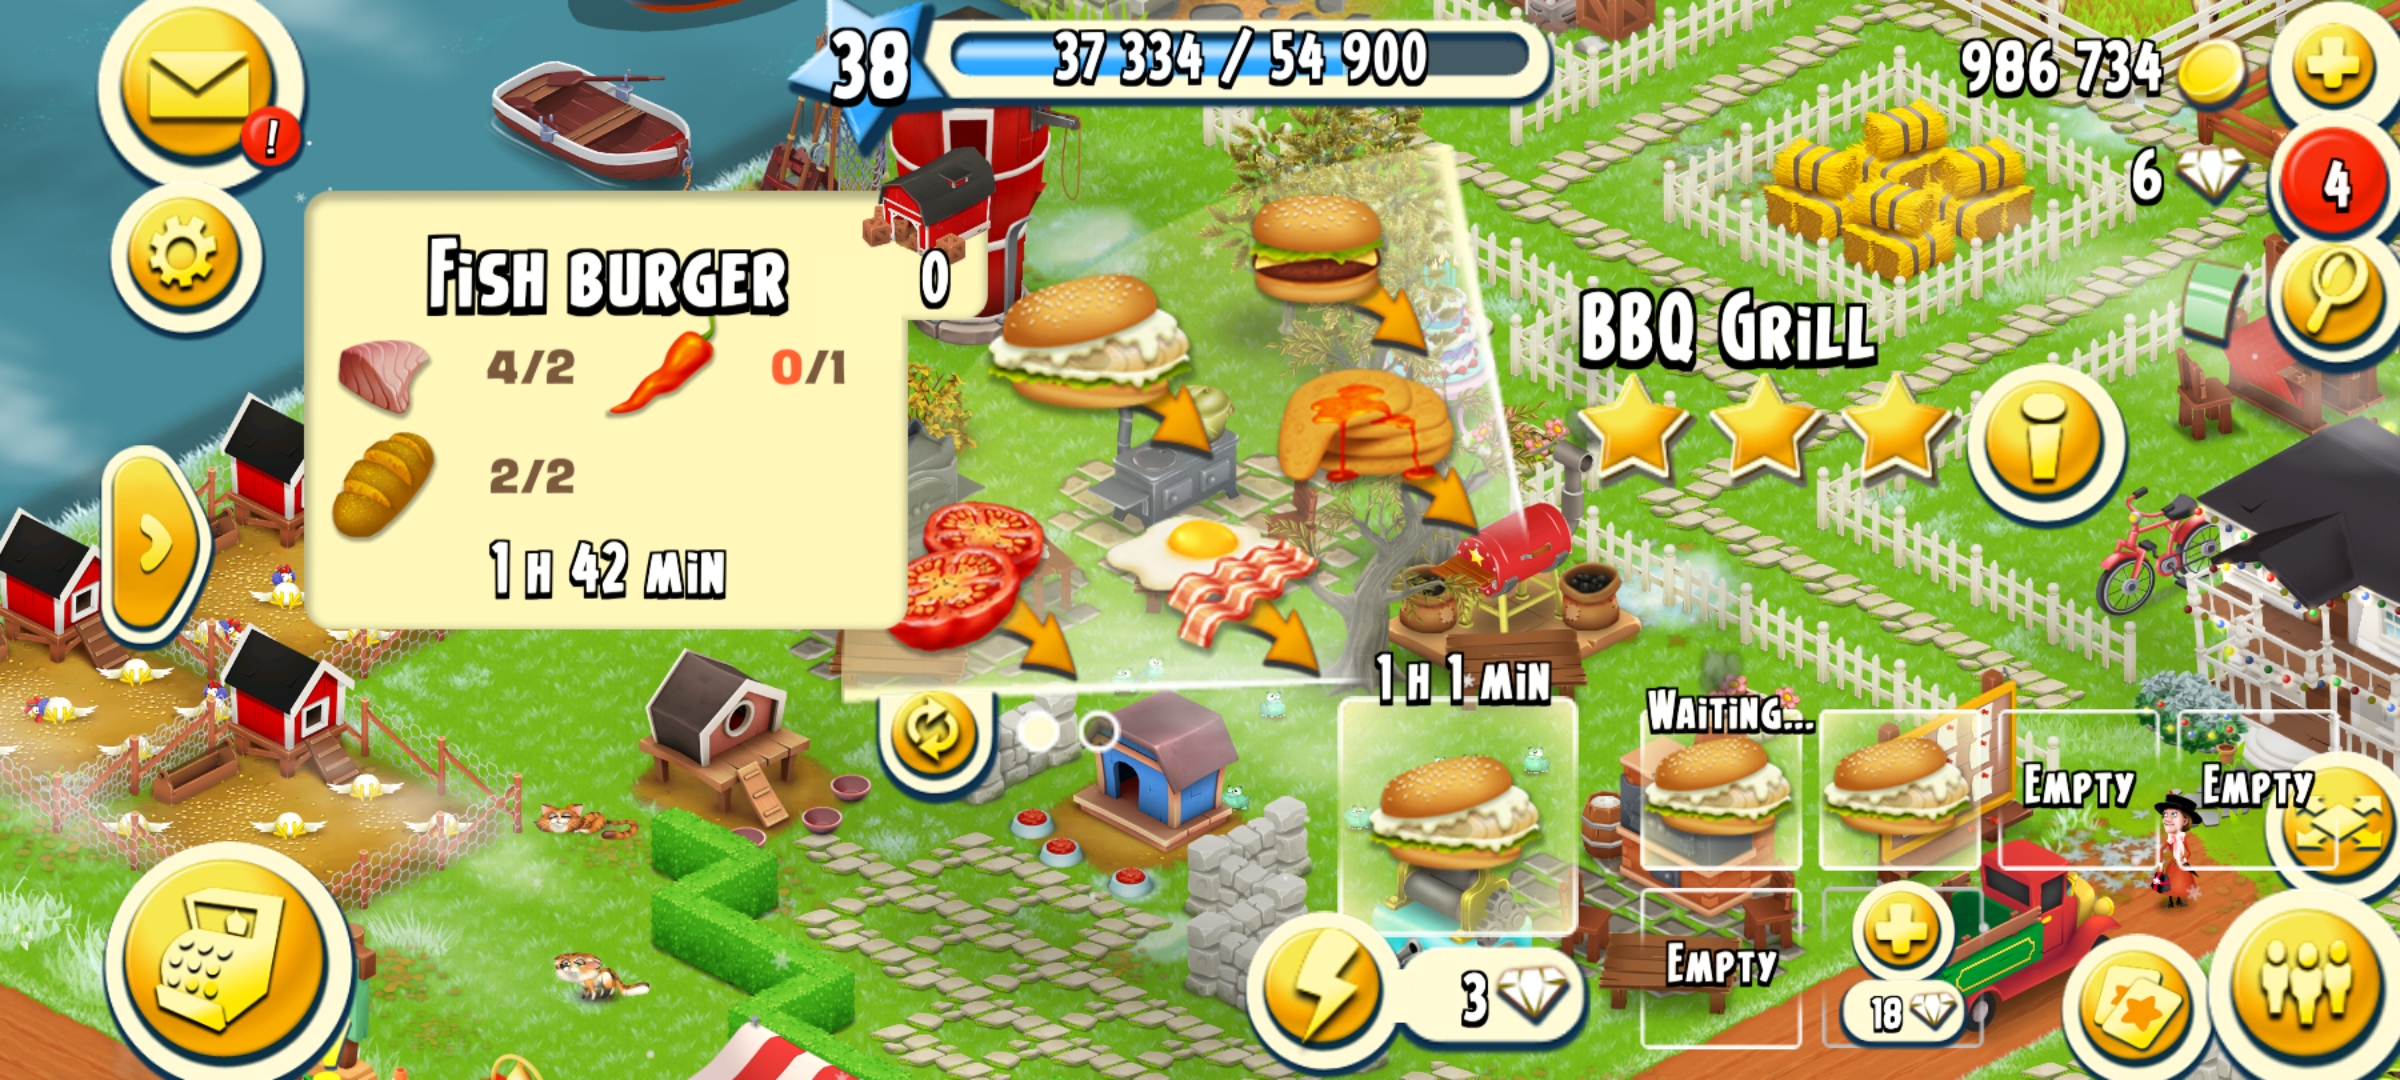 38
37 334 / 54 900
986 734
!
6
4
FISH BURGER
0
4/2
0/1
2/2
1 H 42 MIN
BBQ GRILL
1 H 1 MIN
WAITING...
EMPTY
EMPTY
EMPTY
3
18